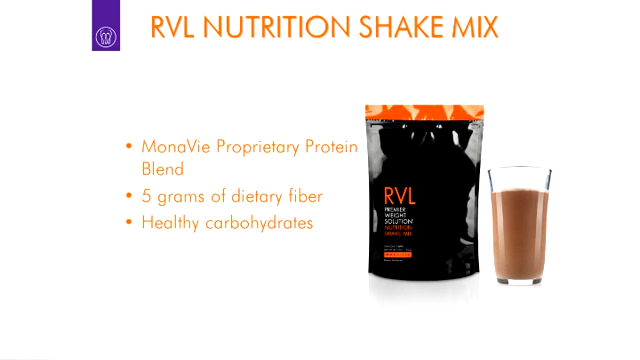 RVL NUTRITION SHAKE MIX
• MonaVie Proprietary Protein
Blend
• 5 grams of dietary fiber
• Healthy carbohydrates
RVL
PREMIER
WEIGHT
SOLUTION
NUTRITION
SHAKE MIX